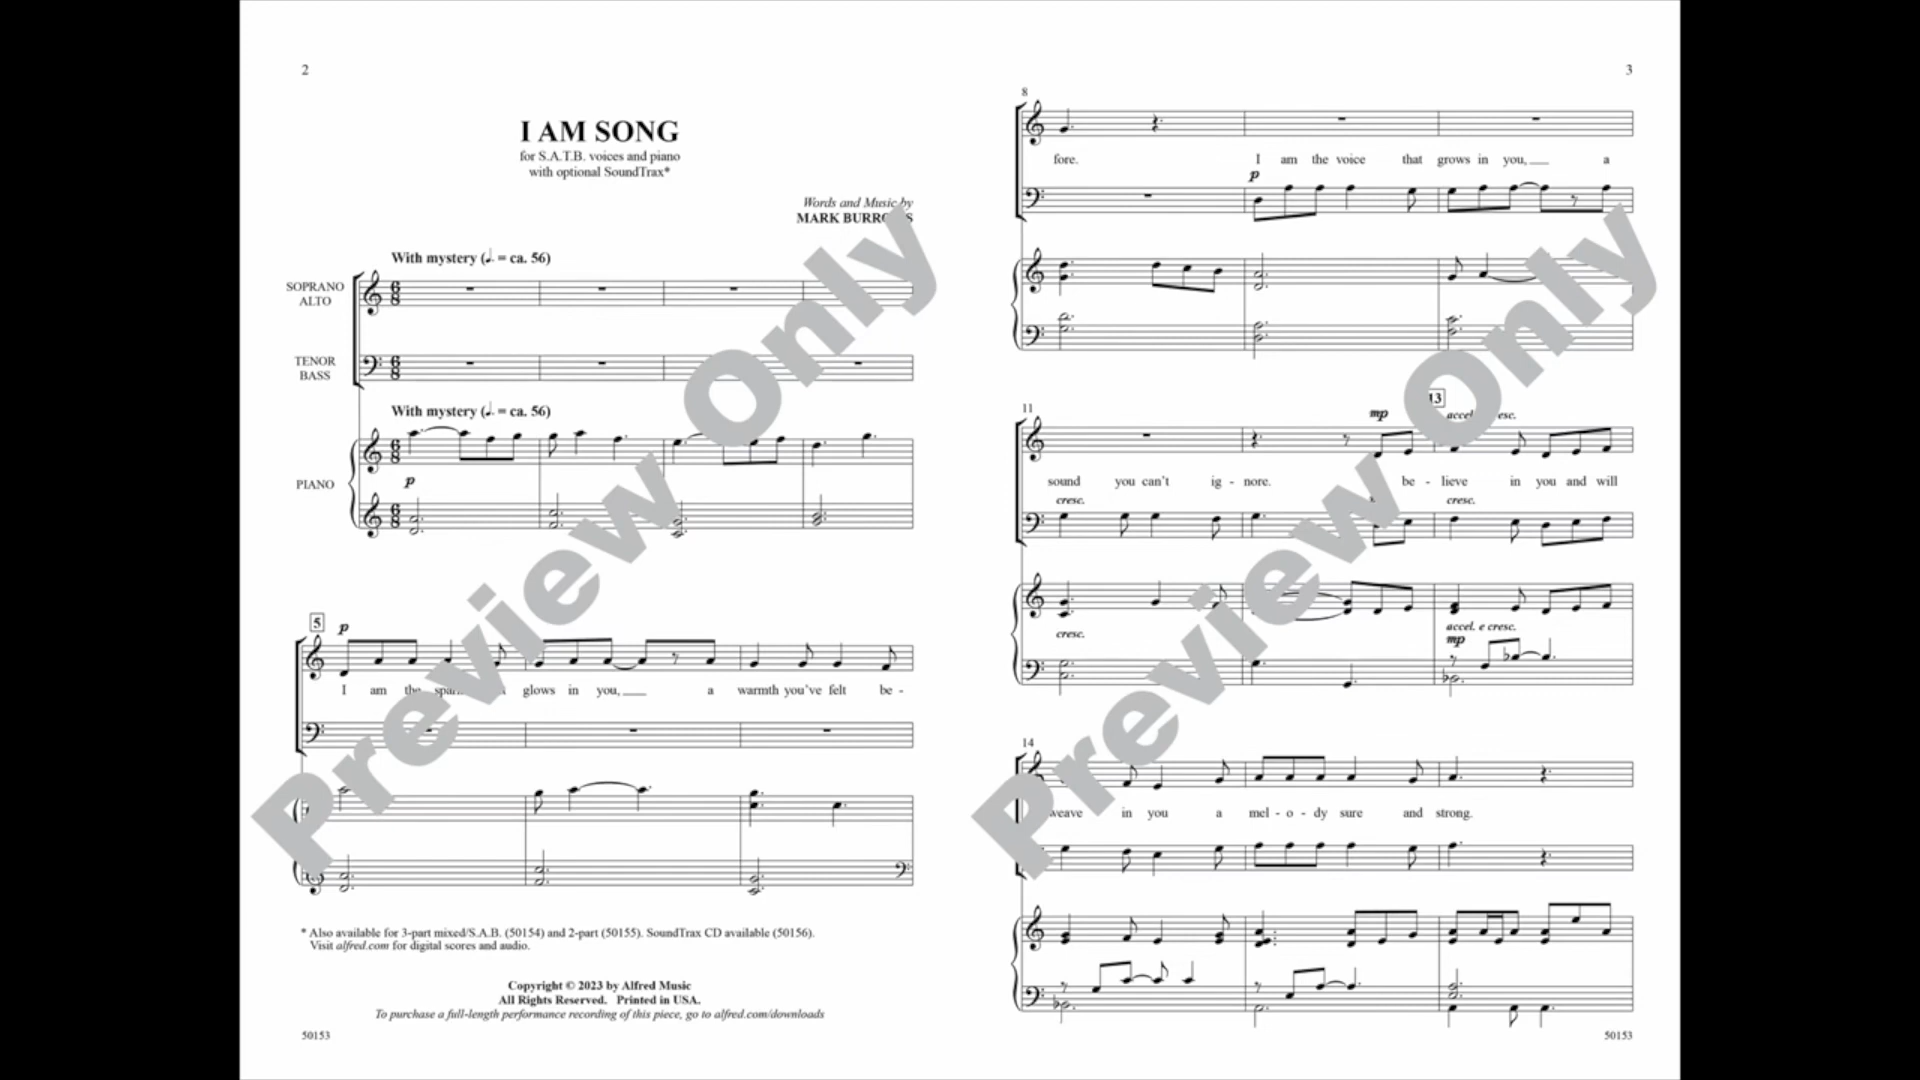 2
I AM SONG
for S.A.T.B. voices and piano
with optional SoundTrax*
Words and Music by
MARK BURROWS
With mystery (♩. = ca. 56)
SOPRANO
ALTO
TENOR
BASS
With mystery (♩. = ca. 56)
PIANO
p
5
p
I am the spark glows in you, a warmth you've felt be -
* Also available for 3-part mixed/S.A.B. (50154) and 2-part (50155). SoundTrax CD available (50156).
Visit alfred.com for digital scores and audio.
Copyright © 2023 by Alfred Music
All Rights Reserved. Printed in USA.
To purchase a full-length performance recording of this piece, go to alfred.com/downloads
50153
3
8
fore. I am the voice that grows in you, a
p
11
mp 13 accel. e cresc.
sound you can't ig - nore. be - lieve in you and will
cresc. cresc.
cresc. accel. e cresc.
mp
14
weave in you a mel - o - dy sure and strong.
50153
Preview Only
Preview Only